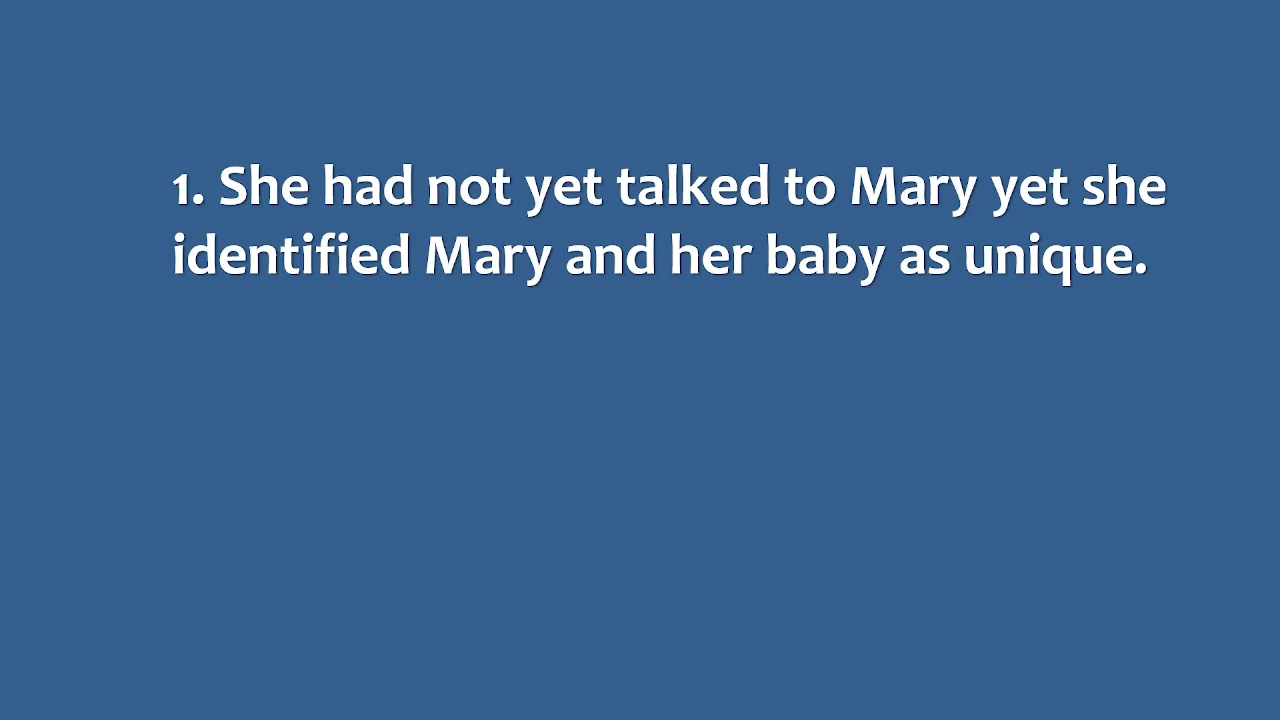 1. She had not yet talked to Mary yet she
identified Mary and her baby as unique.